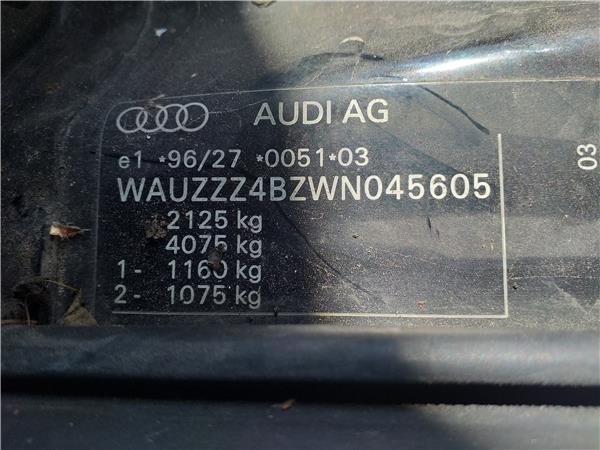 AUDI AG
e1 *96/27 *0051*03
WAUZZZ4BZWN045605
2125 kg
4075 kg
1- 1160 kg
2- 1075 kg
03